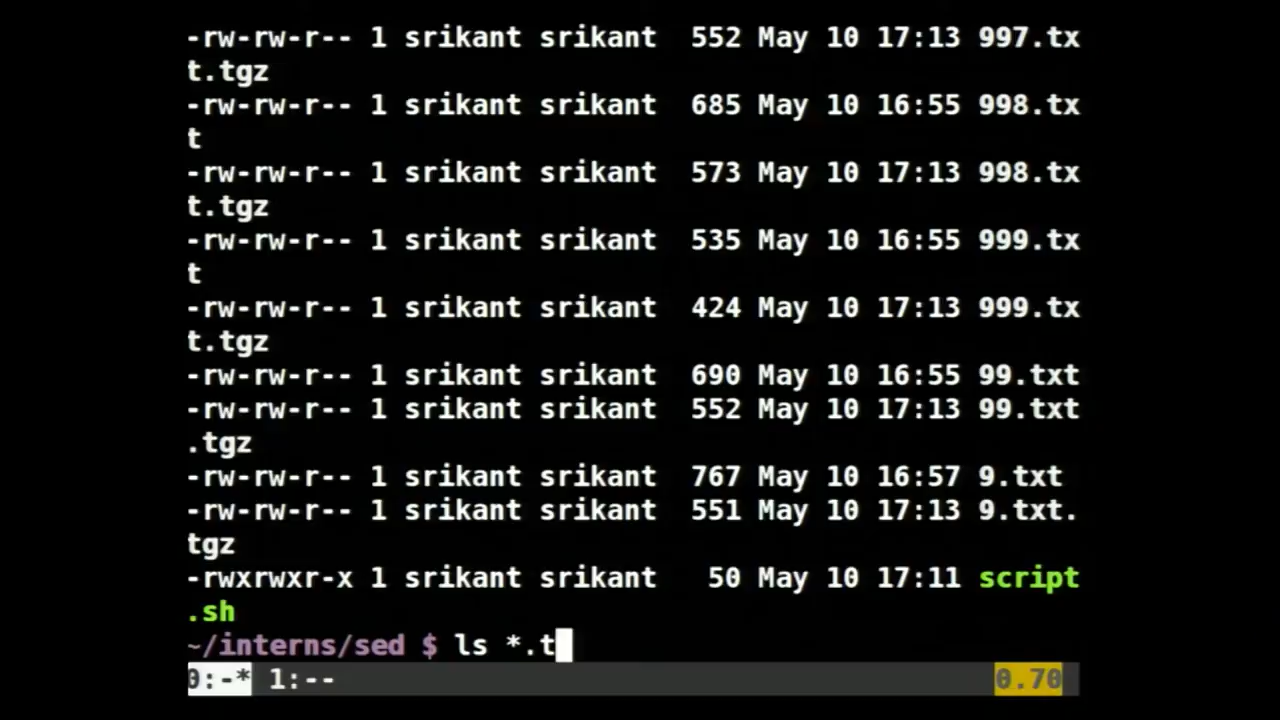 -rw-rw-r-- 1 srikant srikant  552 May 10 17:13 997.tx
t.tgz
-rw-rw-r-- 1 srikant srikant  685 May 10 16:55 998.tx
t
-rw-rw-r-- 1 srikant srikant  573 May 10 17:13 998.tx
t.tgz
-rw-rw-r-- 1 srikant srikant  535 May 10 16:55 999.tx
t
-rw-rw-r-- 1 srikant srikant  424 May 10 17:13 999.tx
t.tgz
-rw-rw-r-- 1 srikant srikant  690 May 10 16:55 99.txt
-rw-rw-r-- 1 srikant srikant  552 May 10 17:13 99.txt
.tgz
-rw-rw-r-- 1 srikant srikant  767 May 10 16:57 9.txt
-rw-rw-r-- 1 srikant srikant  551 May 10 17:13 9.txt.
tgz
-rwxrwxr-x 1 srikant srikant   50 May 10 17:11 script
.sh
~/interns/sed $ ls *.t
0:-* 1:-- 0.70